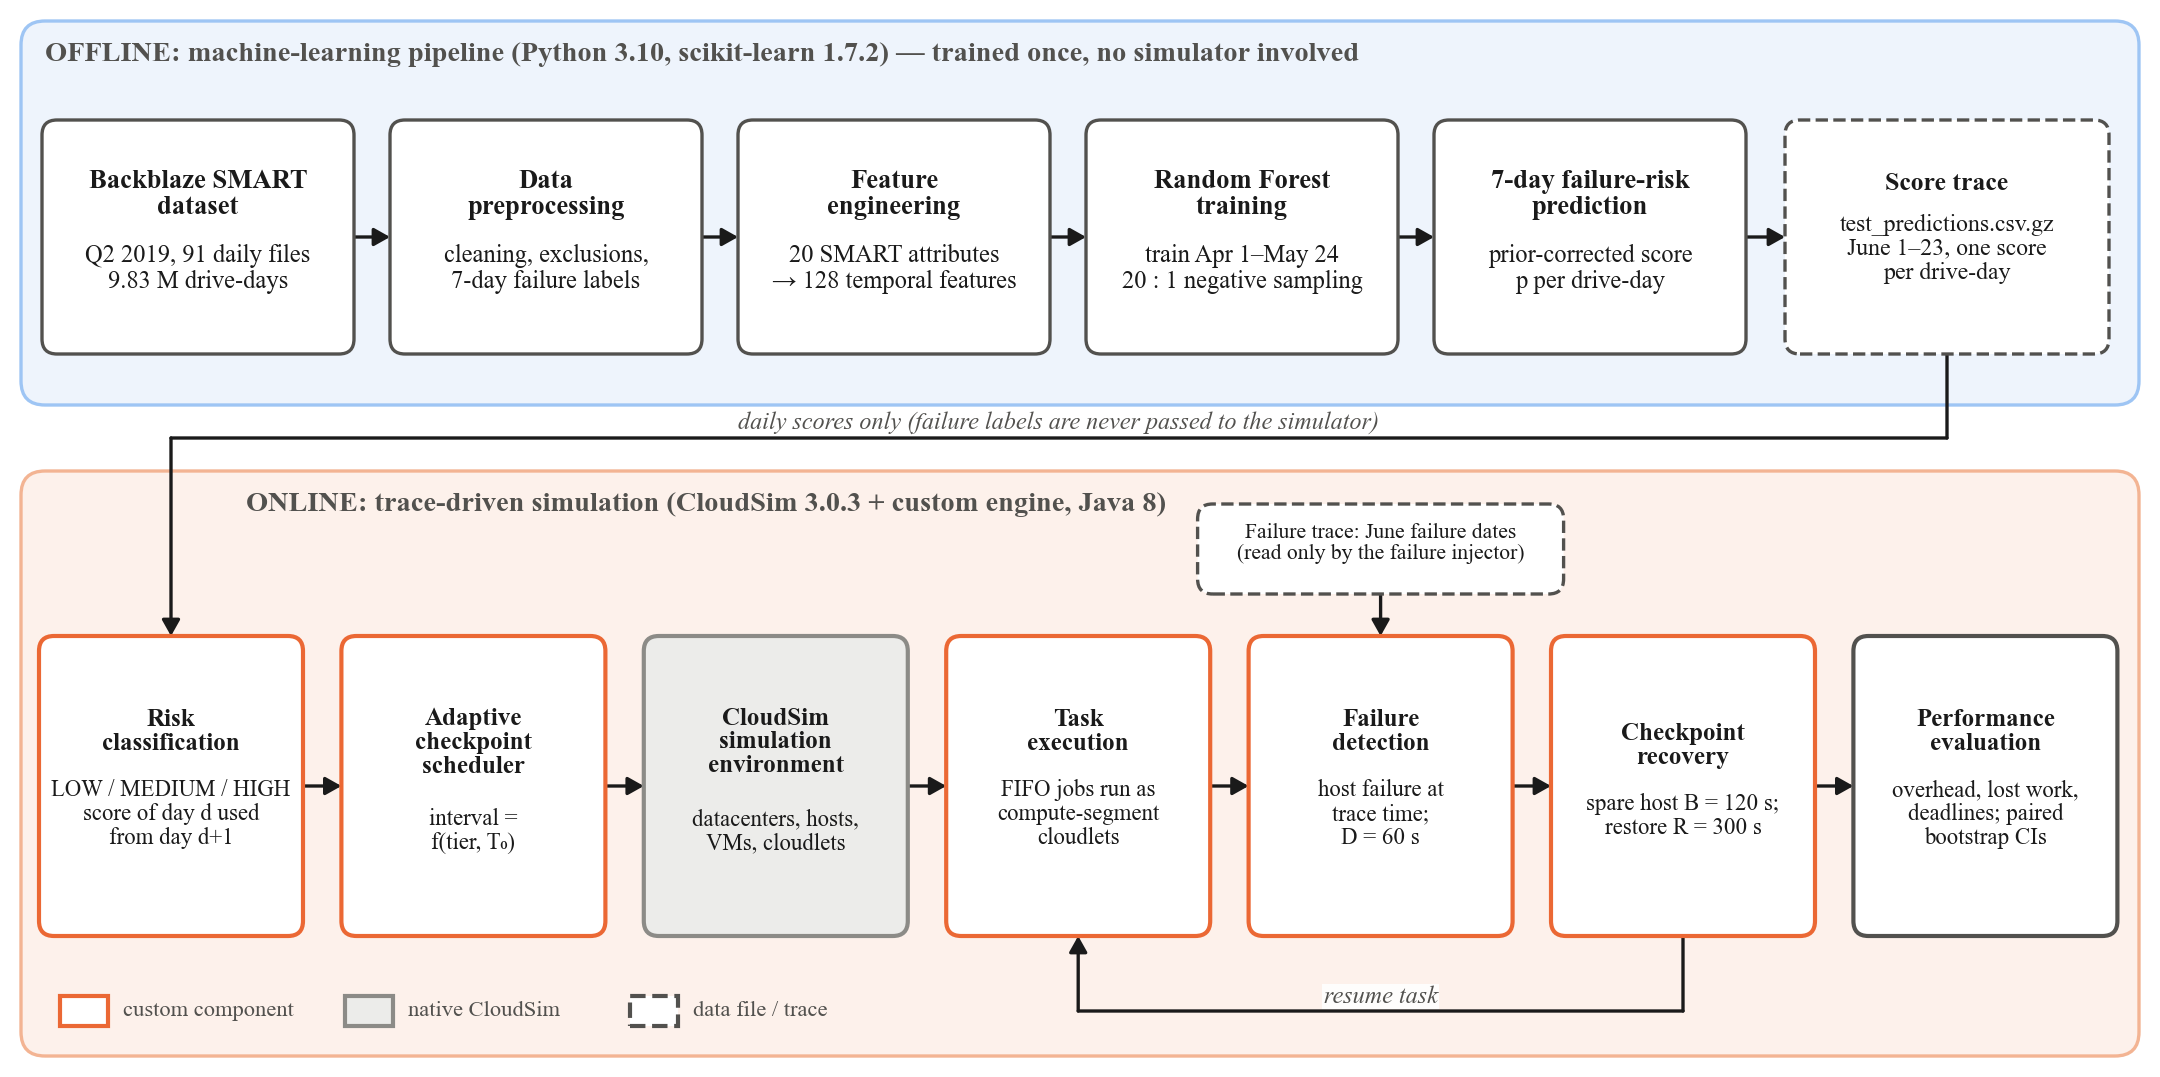 OFFLINE: machine-learning pipeline (Python 3.10, scikit-learn 1.7.2) — trained once, no simulator involved
Backblaze SMART
dataset
Q2 2019, 91 daily files
9.83 M drive-days
Data
preprocessing
cleaning, exclusions,
7-day failure labels
Feature
engineering
20 SMART attributes
→ 128 temporal features
Random Forest
training
train Apr 1–May 24
20 : 1 negative sampling
7-day failure-risk
prediction
prior-corrected score
p per drive-day
Score trace
test_predictions.csv.gz
June 1–23, one score
per drive-day
daily scores only (failure labels are never passed to the simulator)
ONLINE: trace-driven simulation (CloudSim 3.0.3 + custom engine, Java 8)
Failure trace: June failure dates
(read only by the failure injector)
Risk
classification
LOW / MEDIUM / HIGH
score of day d used
from day d+1
Adaptive
checkpoint
scheduler
interval =
f(tier, T₀)
CloudSim
simulation
environment
datacenters, hosts,
VMs, cloudlets
Task
execution
FIFO jobs run as
compute-segment
cloudlets
Failure
detection
host failure at
trace time;
D = 60 s
Checkpoint
recovery
spare host B = 120 s;
restore R = 300 s
Performance
evaluation
overhead, lost work,
deadlines; paired
bootstrap CIs
resume task
custom component
native CloudSim
data file / trace